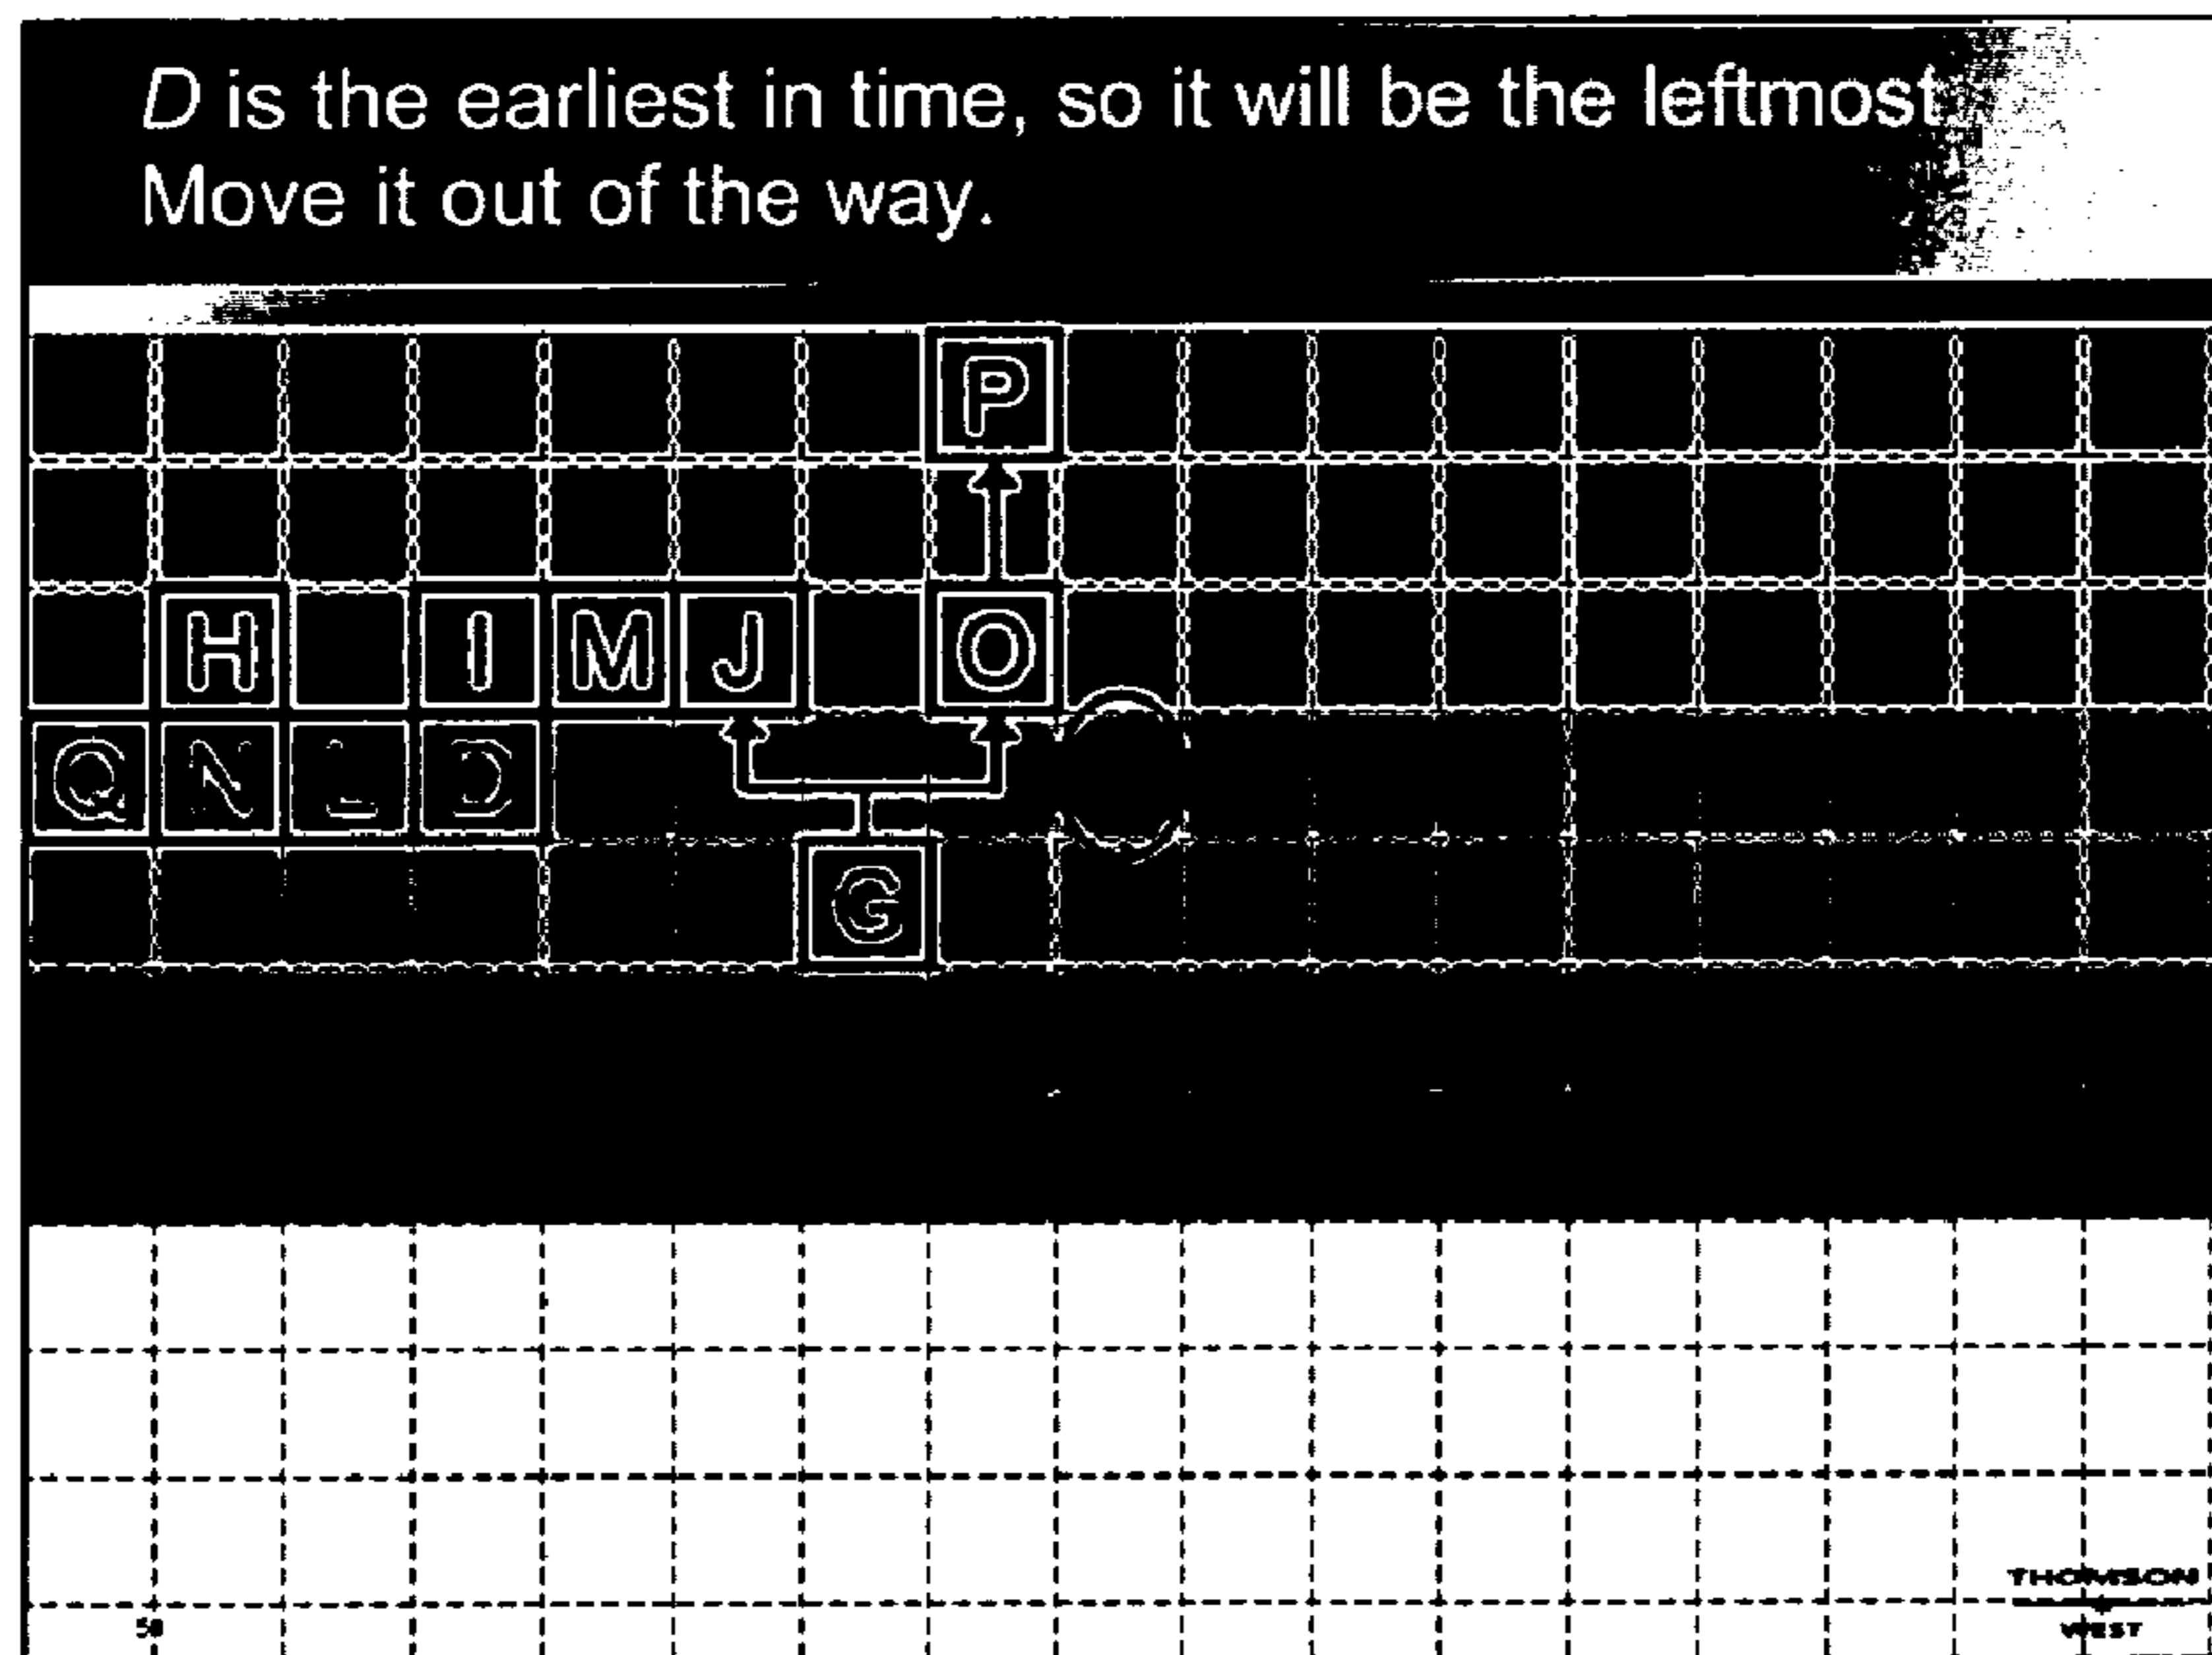 D is the earliest in time, so it will be the leftmost
Move it out of the way.
P
H I M J O
Q N
G
THOMSON
WEST